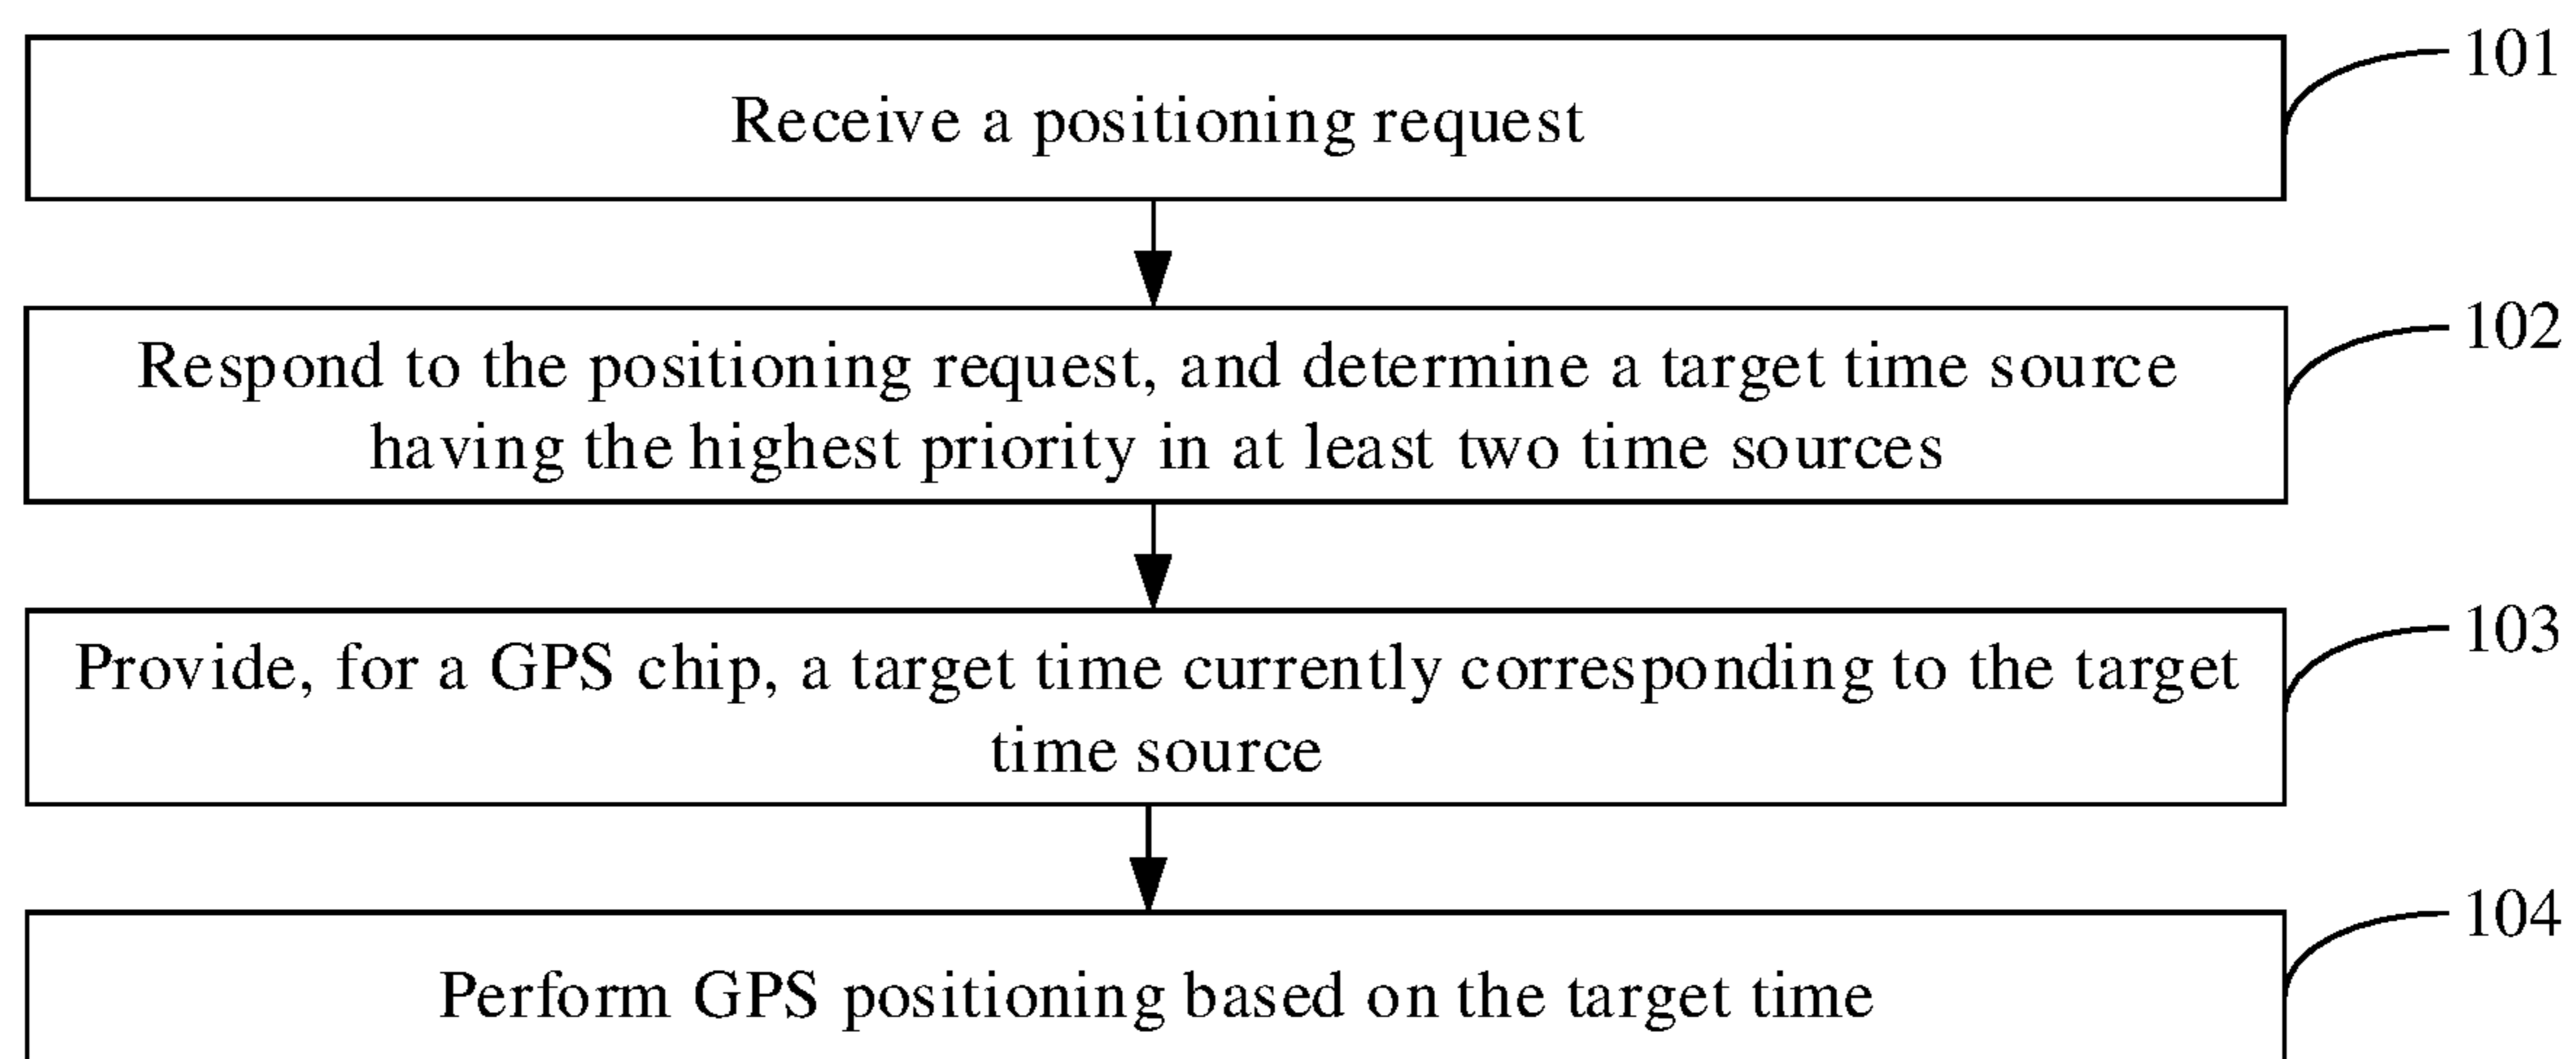 101
Receive a positioning request
102
Respond to the positioning request, and determine a target time source
having the highest priority in at least two time sources
103
Provide, for a GPS chip, a target time currently corresponding to the target
time source
104
Perform GPS positioning based on the target time